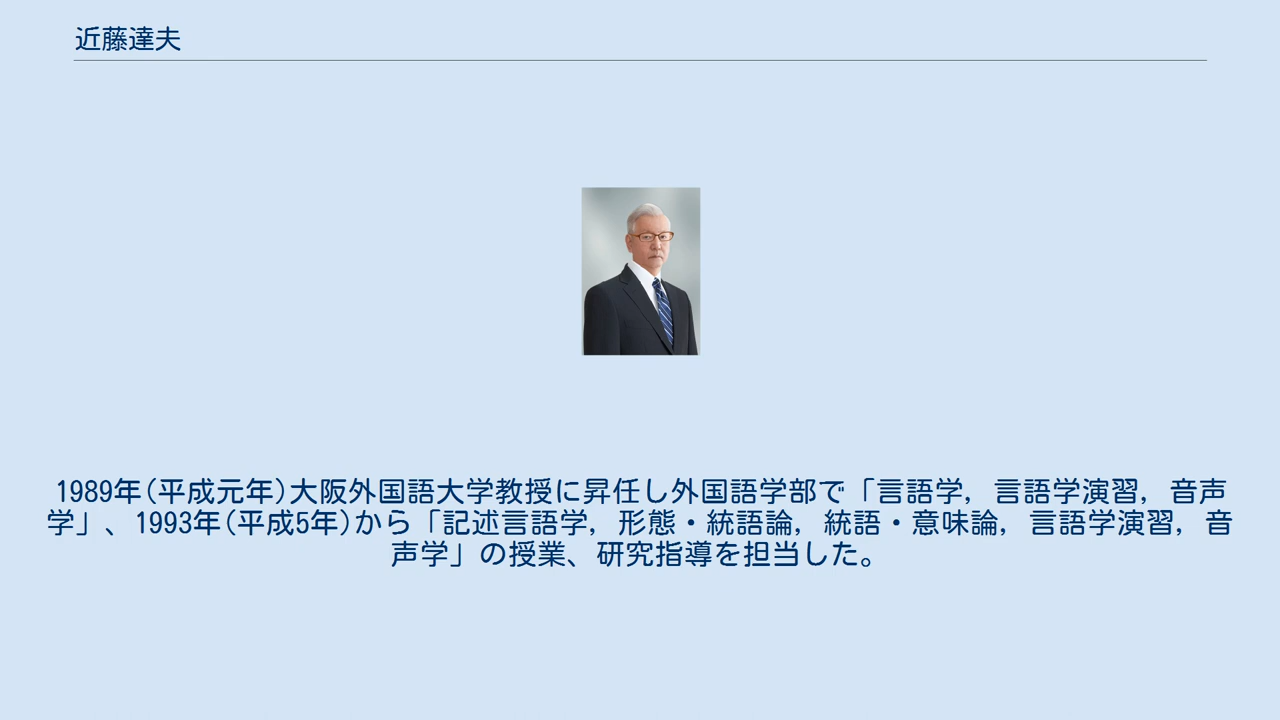 近藤達夫
1989年(平成元年)大阪外国語大学教授に昇任し外国語学部で「言語学, 言語学演習, 音声
学」、1993年(平成5年)から「記述言語学, 形態・統語論, 統語・意味論, 言語学演習, 音
声学」の授業、研究指導を担当した。